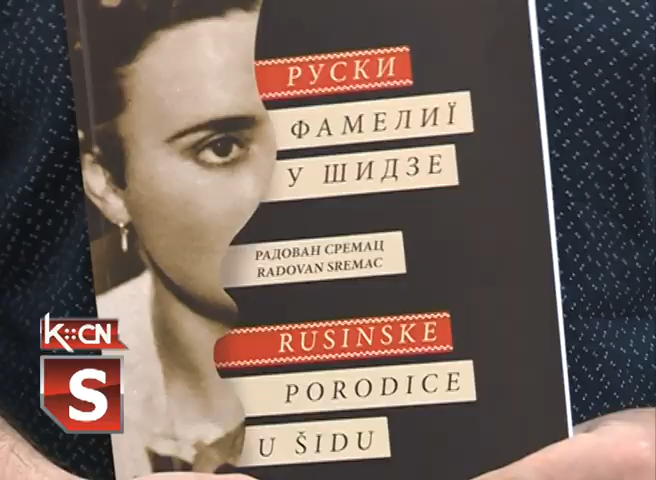 РУСКИ
ФАМЕЛИЇ
У ШИДЗЕ
РАДОВАН СРЕМАЦ
RADOVAN SREMAC
RUSINSKE
PORODICE
U ŠIDU
K::CN
S